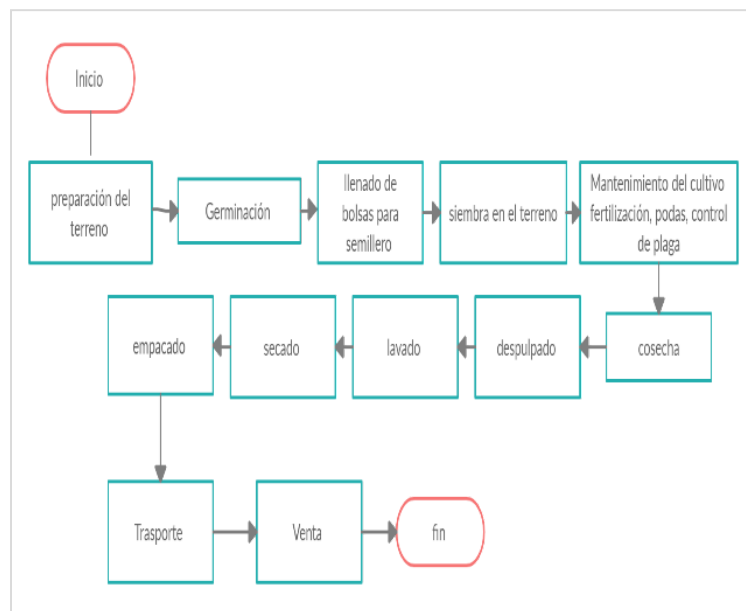 Inicio
preparación del
terreno
Germinación
llenado de
bolsas para
semillero
siembra en el terreno
Mantenimiento del cultivo
fertilización, podas, control
de plaga
cosecha
despulpado
lavado
secado
empacado
Trasporte
Venta
fin